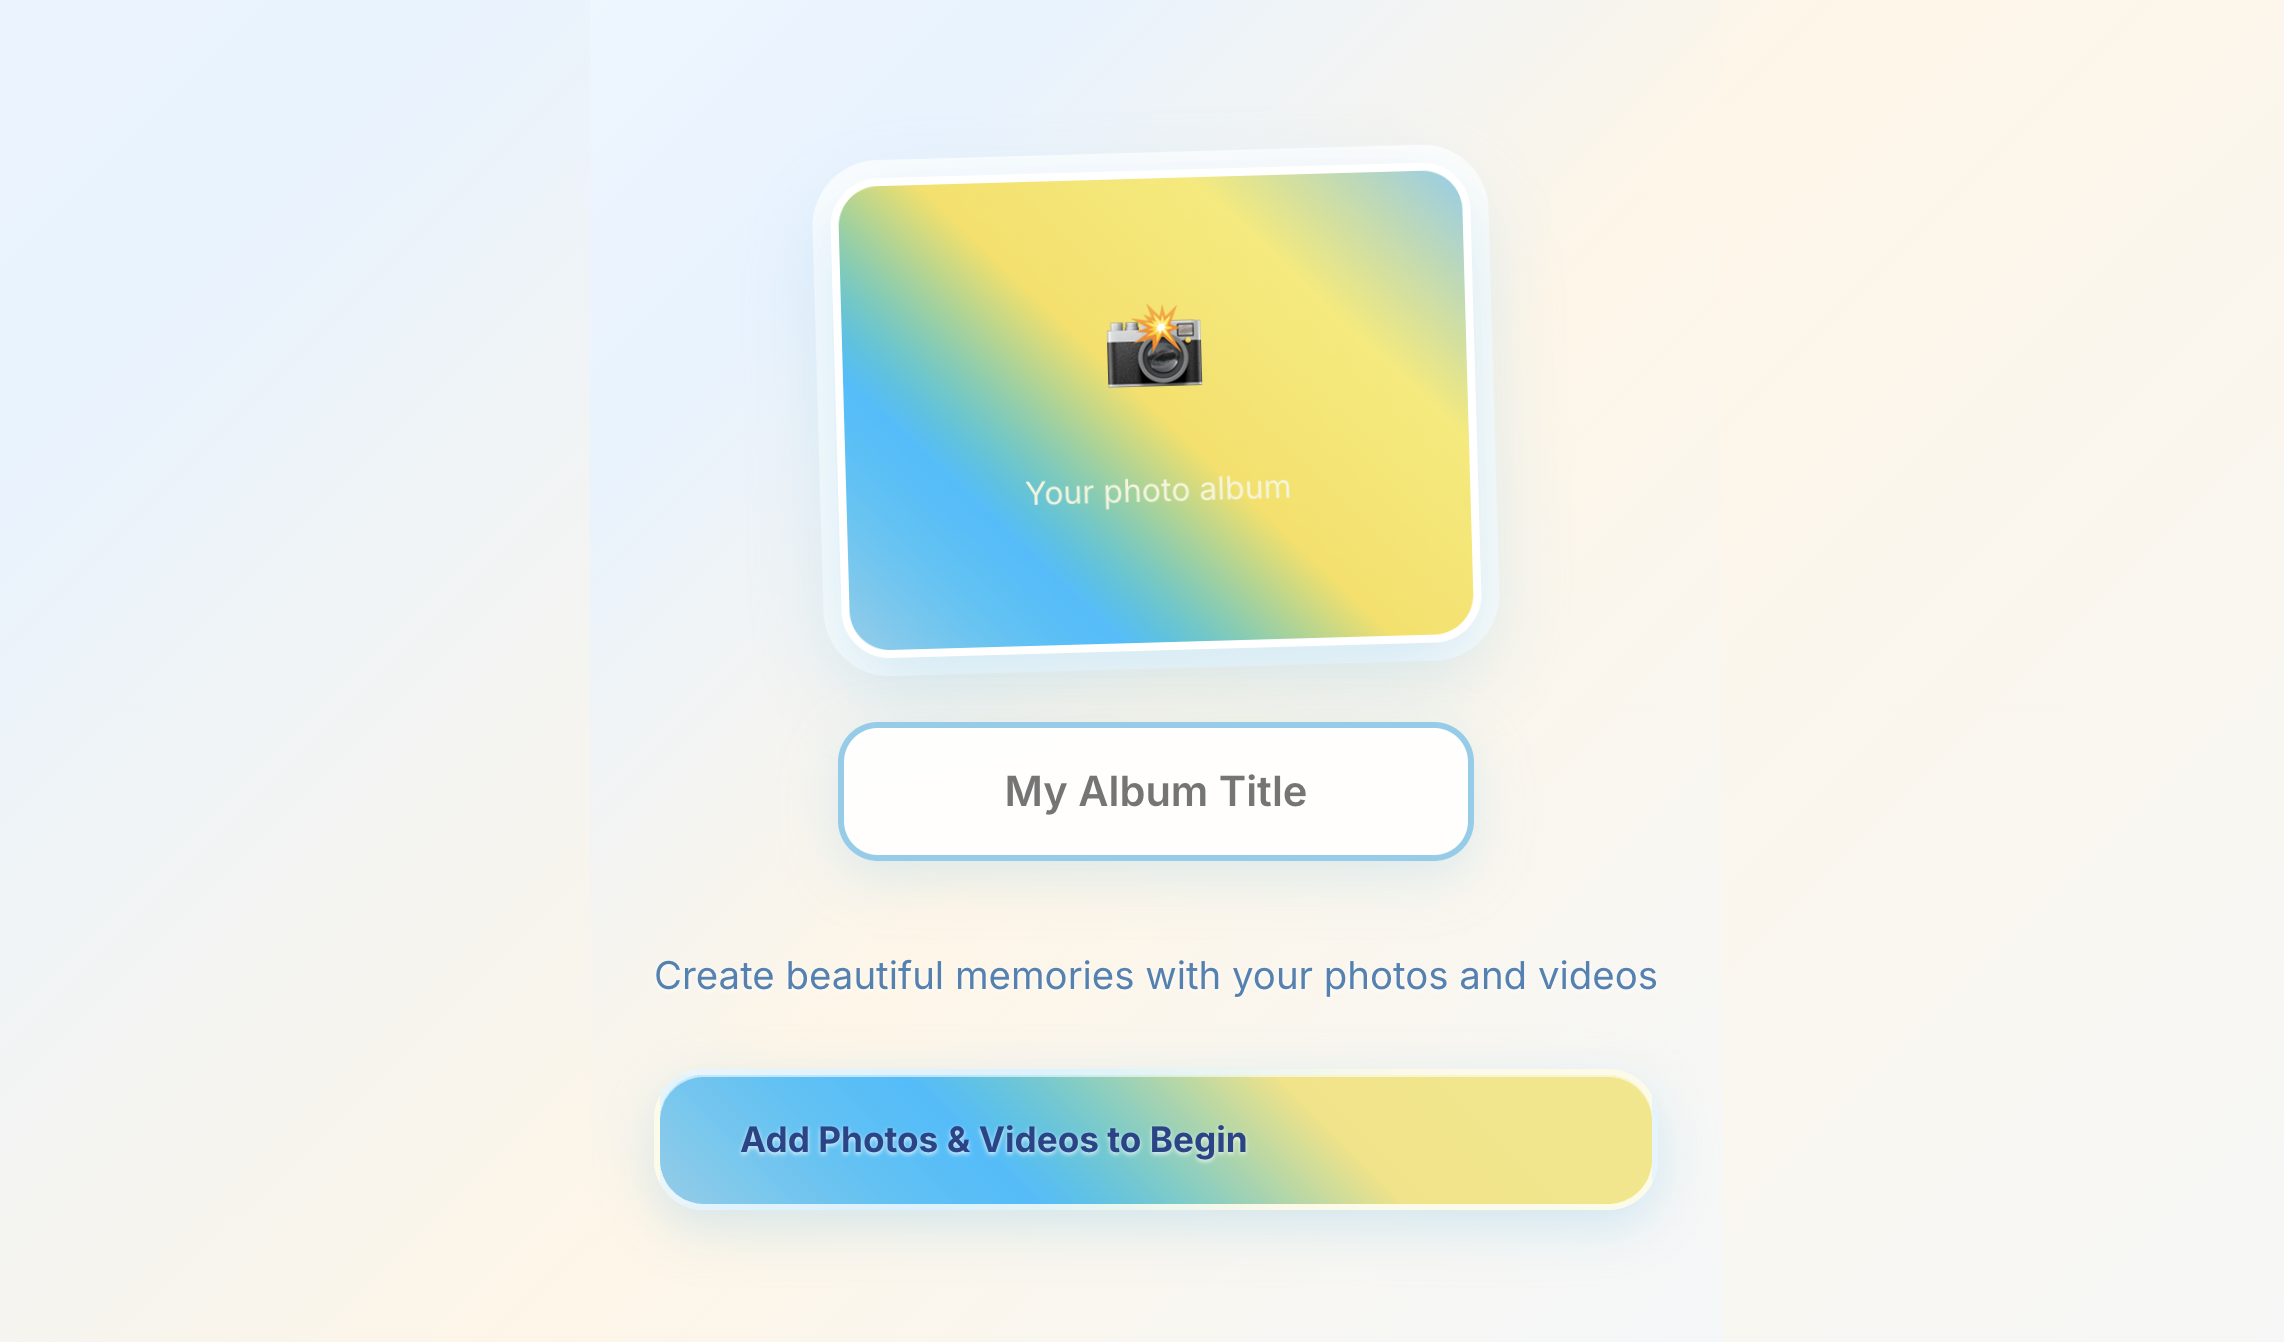 Your photo album
My Album Title
Create beautiful memories with your photos and videos
Add Photos & Videos to Begin